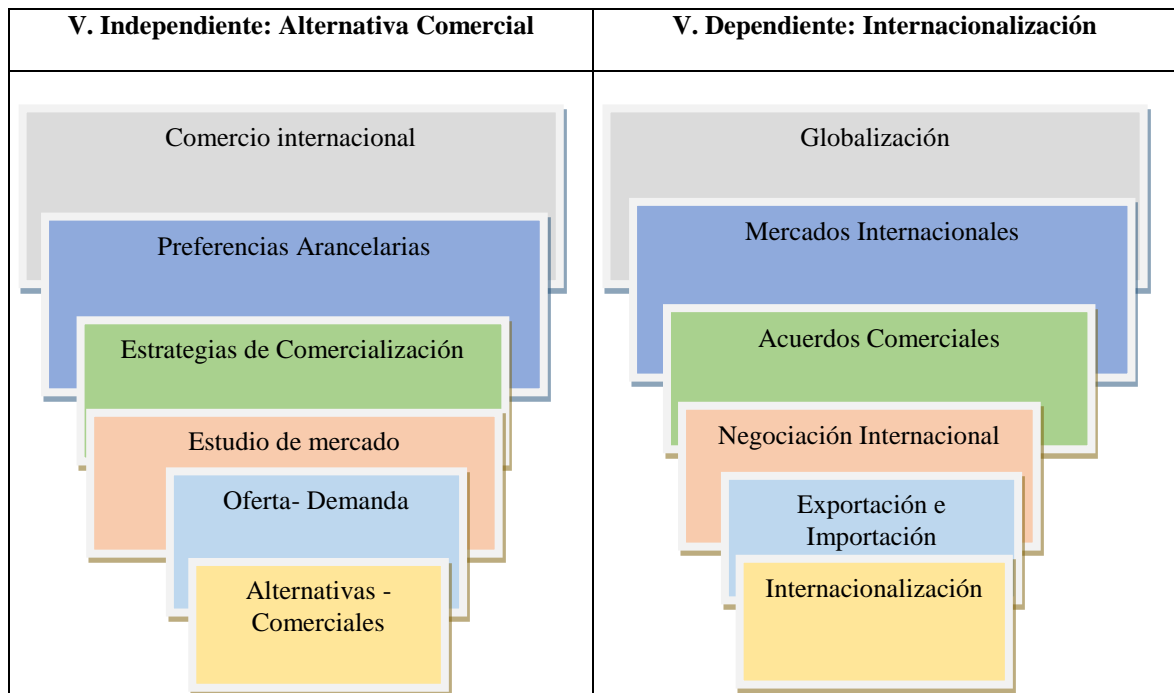 V. Independiente: Alternativa Comercial
V. Dependiente: Internacionalización
Comercio internacional
Preferencias Arancelarias
Estrategias de Comercialización
Estudio de mercado
Oferta- Demanda
Alternativas -
Comerciales
Globalización
Mercados Internacionales
Acuerdos Comerciales
Negociación Internacional
Exportación e
Importación
Internacionalización